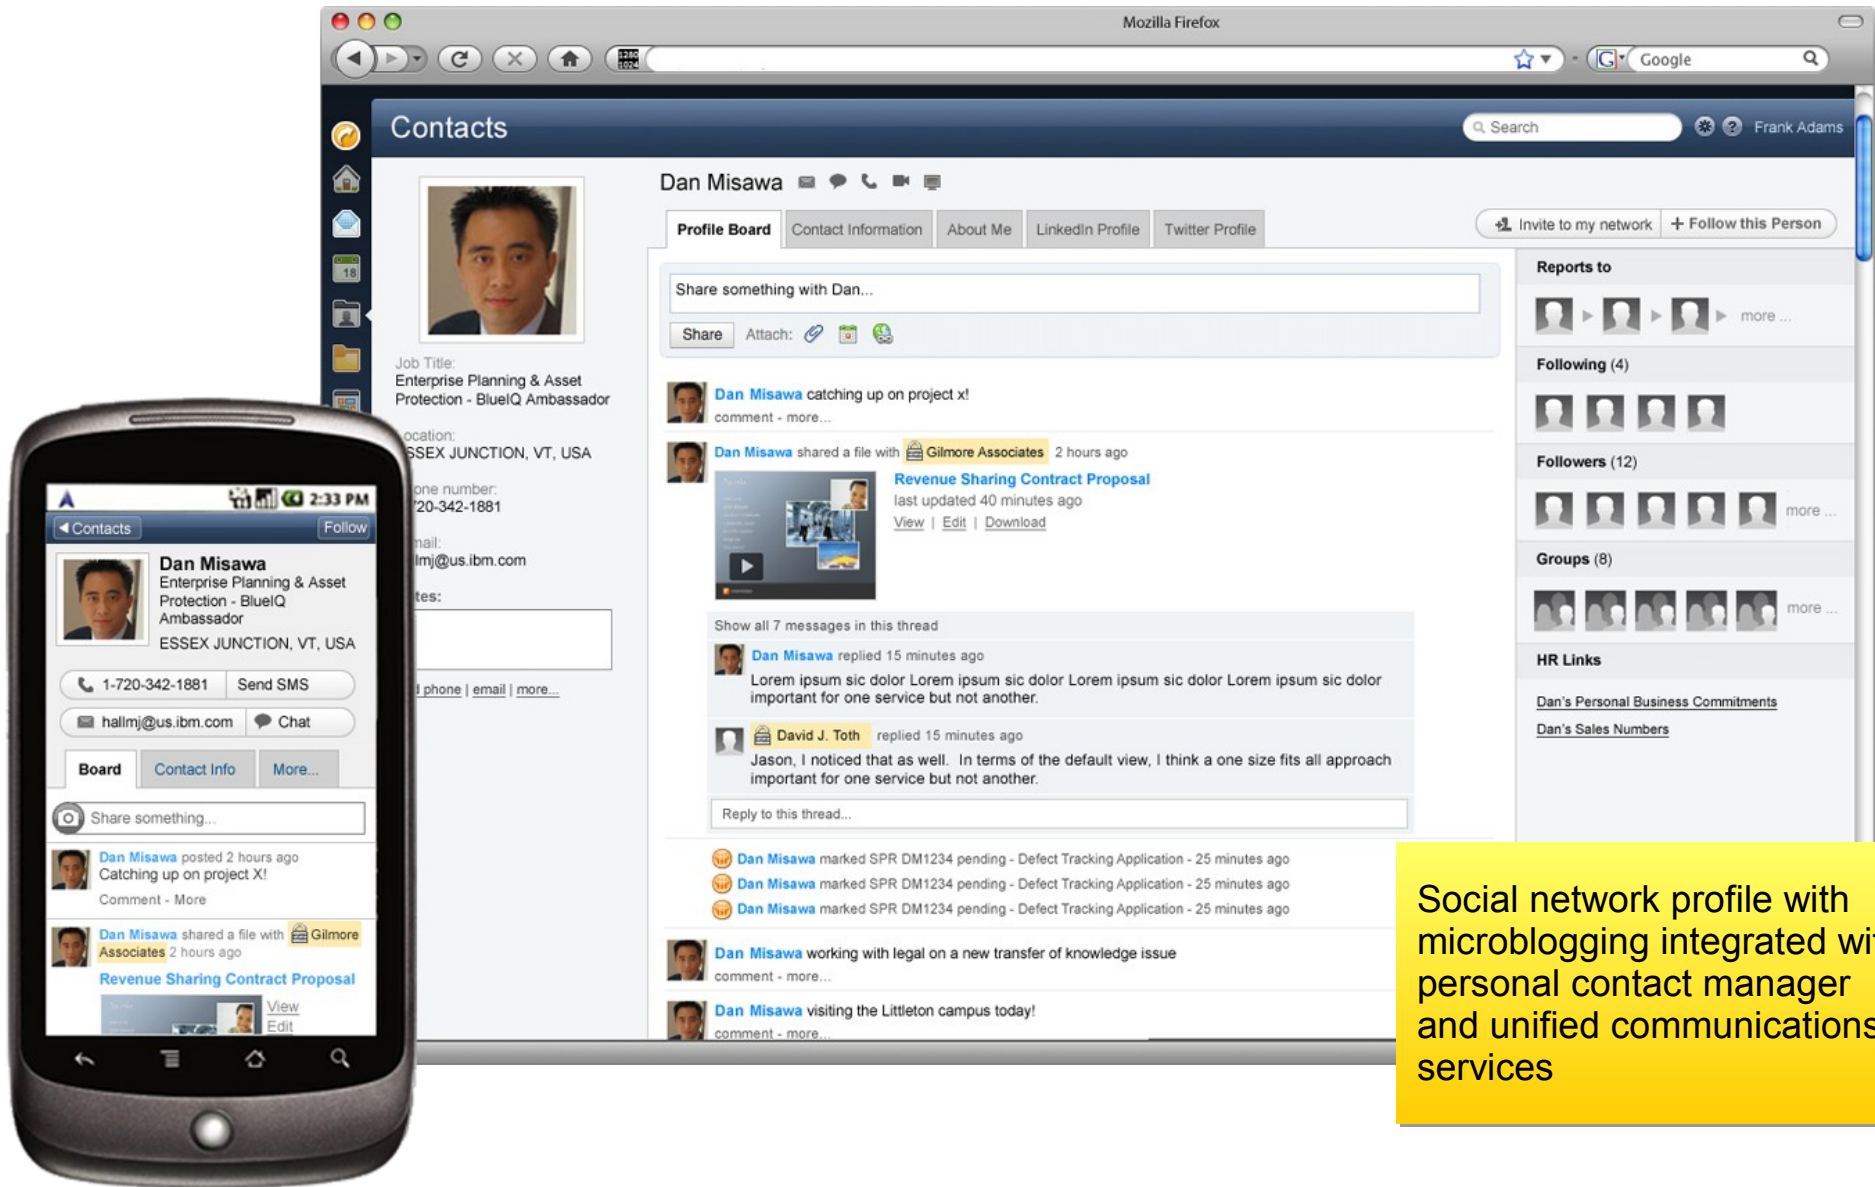 Mozilla Firefox
Google
Contacts
Search
Frank Adams
18
Dan Misawa
Profile Board
Contact Information
About Me
LinkedIn Profile
Twitter Profile
Invite to my network
+ Follow this Person
Job Title:
Enterprise Planning & Asset
Protection - BlueIQ Ambassador
ocation:
SSEX JUNCTION, VT, USA
one number:
20-342-1881
mail:
lmj@us.ibm.com
tes:
phone | email | more...
Share something with Dan...
Share
Attach:
Dan Misawa catching up on project x!
comment - more...
Dan Misawa shared a file with Gilmore Associates 2 hours ago
Revenue Sharing Contract Proposal
last updated 40 minutes ago
View | Edit | Download
Show all 7 messages in this thread
Dan Misawa replied 15 minutes ago
Lorem ipsum sic dolor Lorem ipsum sic dolor Lorem ipsum sic dolor Lorem ipsum sic dolor
important for one service but not another.
David J. Toth replied 15 minutes ago
Jason, I noticed that as well. In terms of the default view, I think a one size fits all approach
important for one service but not another.
Reply to this thread...
Dan Misawa marked SPR DM1234 pending - Defect Tracking Application - 25 minutes ago
Dan Misawa marked SPR DM1234 pending - Defect Tracking Application - 25 minutes ago
Dan Misawa marked SPR DM1234 pending - Defect Tracking Application - 25 minutes ago
Dan Misawa working with legal on a new transfer of knowledge issue
comment - more...
Dan Misawa visiting the Littleton campus today!
comment - more...
Reports to
more ...
Following (4)
Followers (12)
more ...
Groups (8)
more ...
HR Links
Dan's Personal Business Commitments
Dan's Sales Numbers
2:33 PM
Contacts
Follow
Dan Misawa
Enterprise Planning & Asset
Protection - BlueIQ
Ambassador
ESSEX JUNCTION, VT, USA
1-720-342-1881
Send SMS
hallmj@us.ibm.com
Chat
Board
Contact Info
More...
Share something...
Dan Misawa posted 2 hours ago
Catching up on project X!
Comment - More
Dan Misawa shared a file with Gilmore
Associates 2 hours ago
Revenue Sharing Contract Proposal
View
Edit
Social network profile with
microblogging integrated wi
personal contact manager
and unified communications
services